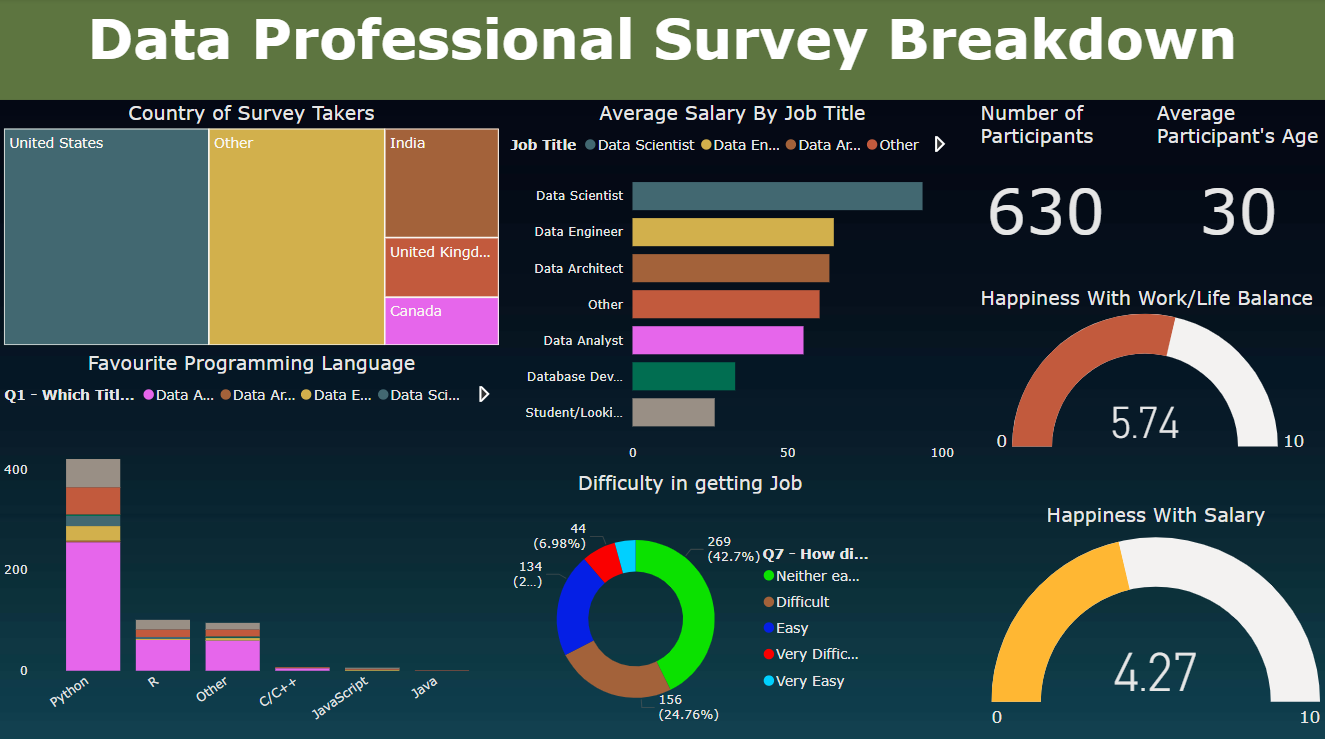 Data Professional Survey Breakdown
Country of Survey Takers
United States
Other
India
United Kingd...
Canada
Average Salary By Job Title
Job Title Data Scientist Data En... Data Ar... Other
Data Scientist
Data Engineer
Data Architect
Other
Data Analyst
Database Dev...
Student/Looki...
0 50 100
Number of
Participants
630
Average
Participant's Age
30
Happiness With Work/Life Balance
5.74
0 10
Favourite Programming Language
Q1 - Which Titl... Data A... Data Ar... Data E... Data Sci...
400
200
0
Python R Other C/C++ JavaScript Java
Difficulty in getting Job
44
(6.98%)
134
(2...)
269
(42.7%)
156
(24.76%)
Q7 - How di...
Neither ea...
Difficult
Easy
Very Diffic...
Very Easy
Happiness With Salary
4.27
0 10